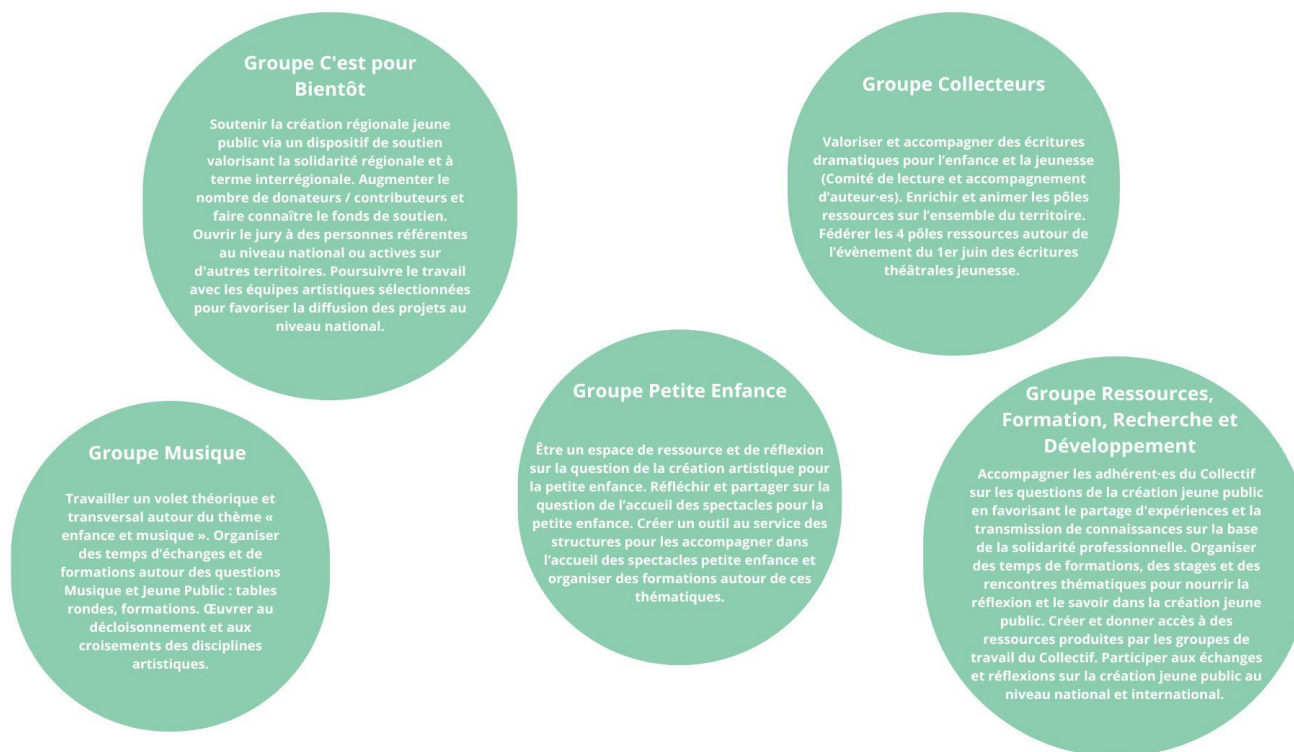 Groupe C'est pour
Bientôt
Soutenir la création régionale jeune
public via un dispositif de soutien
valorisant la solidarité régionale et à
terme interrégionale. Augmenter le
nombre de donateurs / contributeurs et
faire connaître le fonds de soutien.
Ouvrir le jury à des personnes référentes
au niveau national ou actives sur
d'autres territoires. Poursuivre le travail
avec les équipes artistiques sélectionnées
pour favoriser la diffusion des projets au
niveau national.
Groupe Collecteurs
Valoriser et accompagner des écritures
dramatiques pour l’enfance et la jeunesse
(Comité de lecture et accompagnement
d’auteur·es). Enrichir et animer les pôles
ressources sur l’ensemble du territoire.
Fédérer les 4 pôles ressources autour de
l’évènement du 1er juin des écritures
théâtrales jeunesse.
Groupe Musique
Travailler un volet théorique et
transversal autour du thème «
enfance et musique ». Organiser
des temps d’échanges et de
formations autour des questions
Musique et Jeune Public : tables
rondes, formations. Œuvrer au
décloisonnement et aux
croisements des disciplines
artistiques.
Groupe Petite Enfance
Être un espace de ressource et de réflexion
sur la question de la création artistique pour
la petite enfance. Réfléchir et partager sur la
question de l’accueil des spectacles pour la
petite enfance. Créer un outil au service des
structures pour les accompagner dans
l’accueil des spectacles petite enfance et
organiser des formations autour de ces
thématiques.
Groupe Ressources,
Formation, Recherche et
Développement
Accompagner les adhérent·es du Collectif
sur les questions de la création jeune public
en favorisant le partage d'expériences et la
transmission de connaissances sur la base
de la solidarité professionnelle. Organiser
des temps de formations, des stages et des
rencontres thématiques pour nourrir la
réflexion et le savoir dans la création jeune
public. Créer et donner accès à des
ressources produites par les groupes de
travail du Collectif. Participer aux échanges
et réflexions sur la création jeune public au
niveau national et international.